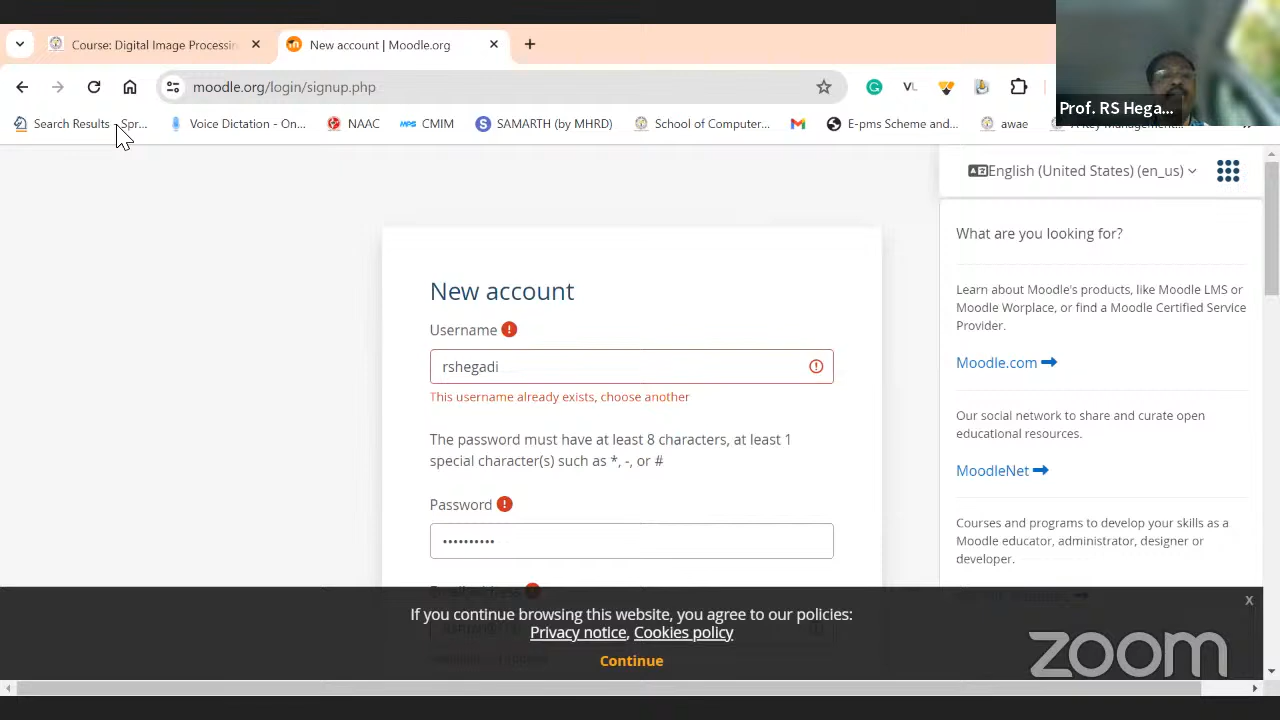 Course: Digital Image Processin
New account | Moodle.org
moodle.org/login/signup.php
Search Results - Spr...
Voice Dictation - On...
NAAC
CMIM
SAMARTH (by MHRD)
School of Computer...
E-pms Scheme and...
awae
Prof. RS Hega...
English (United States) (en_us)
What are you looking for?
Learn about Moodle's products, like Moodle LMS or
Moodle Worplace, or find a Moodle Certified Service
Provider.
Moodle.com
Our social network to share and curate open
educational resources.
MoodleNet
Courses and programs to develop your skills as a
Moodle educator, administrator, designer or
developer.
New account
Username
rshegadi
This username already exists, choose another
The password must have at least 8 characters, at least 1
special character(s) such as *, -, or #
Password
••••••••••
If you continue browsing this website, you agree to our policies:
Privacy notice, Cookies policy
Continue
x
zoom